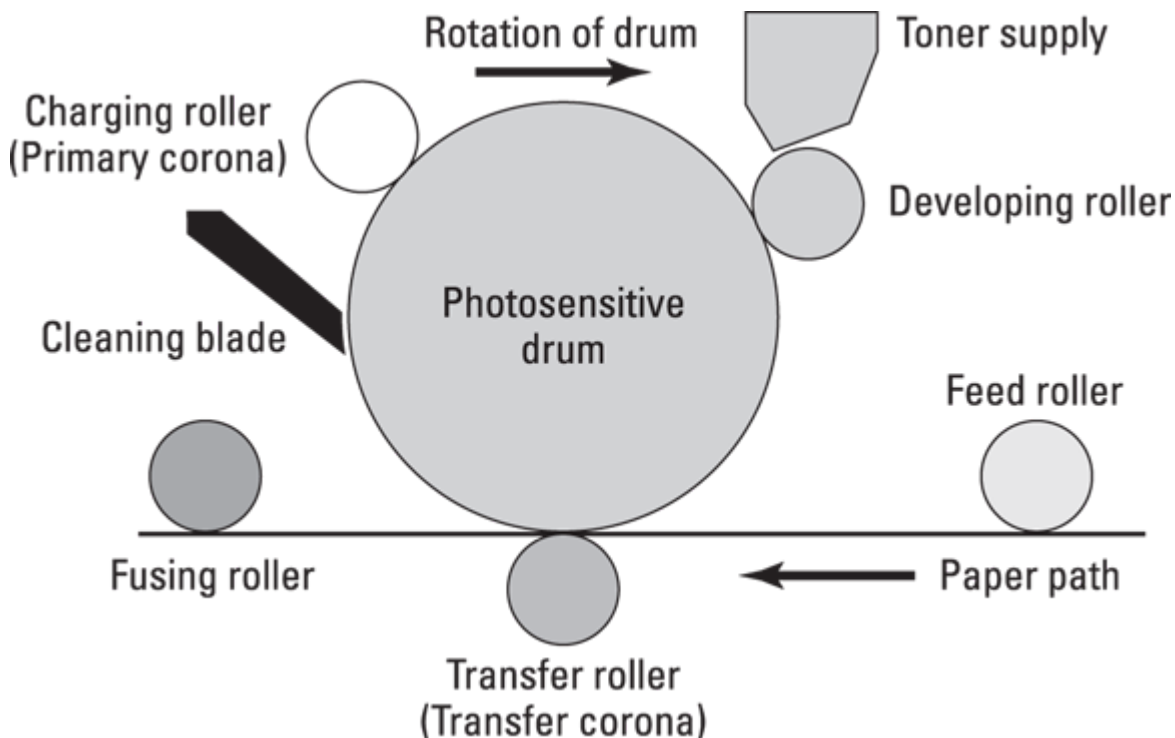 Rotation of drum
Toner supply
Charging roller
(Primary corona)
Developing roller
Photosensitive
drum
Cleaning blade
Feed roller
Fusing roller
Paper path
Transfer roller
(Transfer corona)